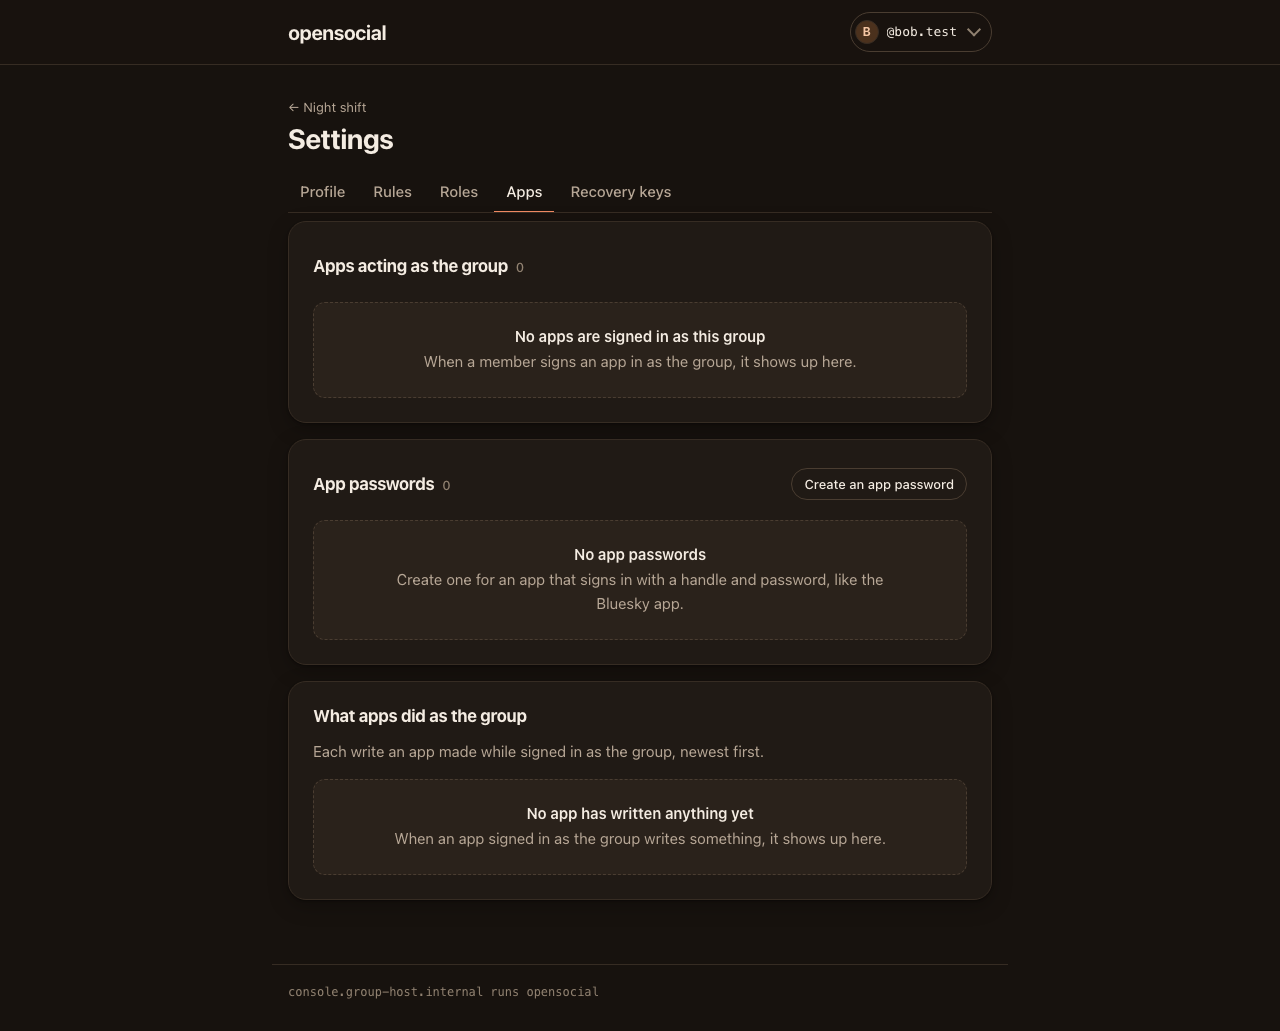 opensocial
B @bob.test
← Night shift
Settings
Profile Rules Roles Apps Recovery keys
Apps acting as the group 0
No apps are signed in as this group
When a member signs an app in as the group, it shows up here.
App passwords 0 Create an app password
No app passwords
Create one for an app that signs in with a handle and password, like the
Bluesky app.
What apps did as the group
Each write an app made while signed in as the group, newest first.
No app has written anything yet
When an app signed in as the group writes something, it shows up here.
console.group-host.internal runs opensocial